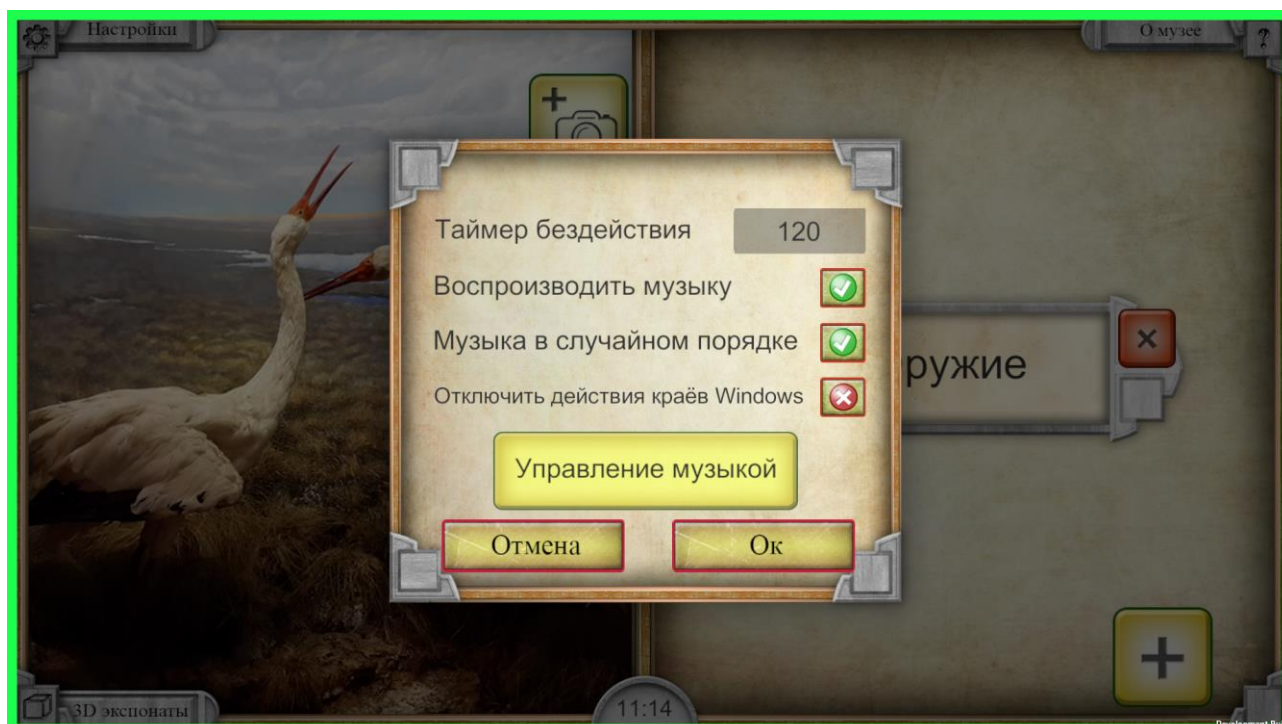 Настройки
О музее
?
Таймер бездействия 120
Воспроизводить музыку
Музыка в случайном порядке
Отключить действия краёв Windows
ружие
Управление музыкой
Отмена Ок
3D экспонаты
11:14